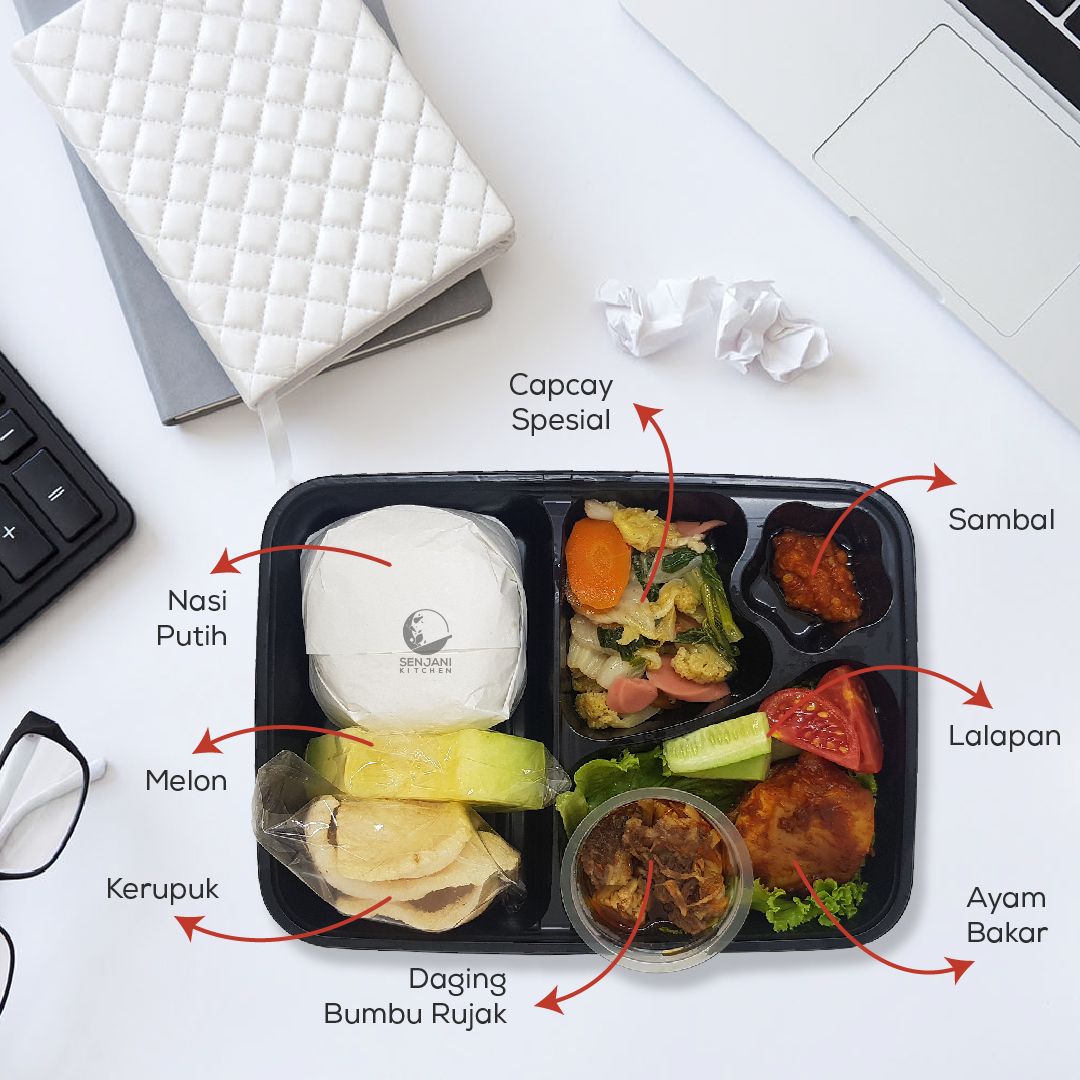 Capcay
Spesial
Sambal
Nasi
Putih
SENJANI
KITCHEN
Lalapan
Melon
Kerupuk
Ayam
Bakar
Daging
Bumbu Rujak